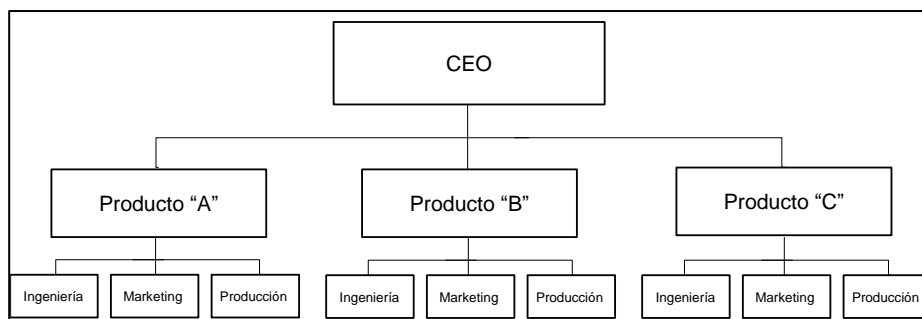 CEO
Producto “A”
Producto “B”
Producto “C”
Ingeniería
Marketing
Producción
Ingeniería
Marketing
Producción
Ingeniería
Marketing
Producción